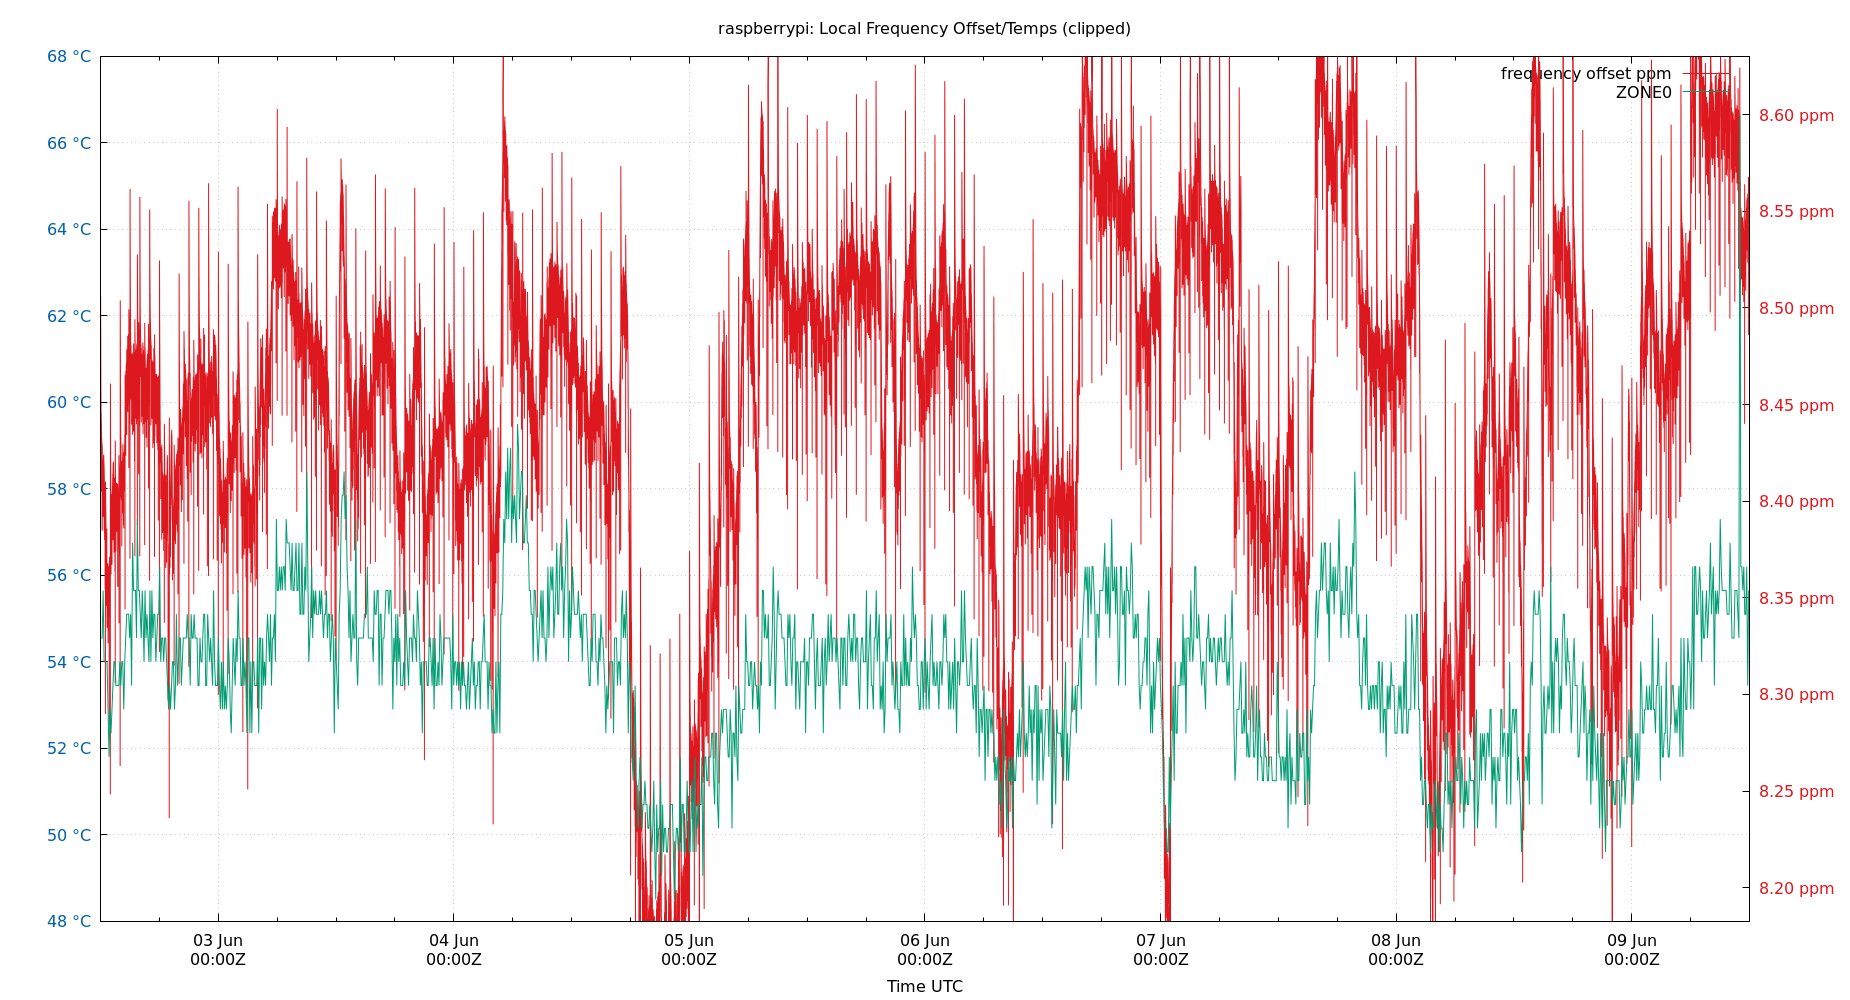 raspberrypi: Local Frequency Offset/Temps (clipped)
68 °C
66 °C
64 °C
62 °C
60 °C
58 °C
56 °C
54 °C
52 °C
50 °C
48 °C
frequency offset ppm
ZONE0
8.60 ppm
8.55 ppm
8.50 ppm
8.45 ppm
8.40 ppm
8.35 ppm
8.30 ppm
8.25 ppm
8.20 ppm
03 Jun 04 Jun 05 Jun 06 Jun 07 Jun 08 Jun 09 Jun
00:00Z 00:00Z 00:00Z 00:00Z 00:00Z 00:00Z 00:00Z
Time UTC